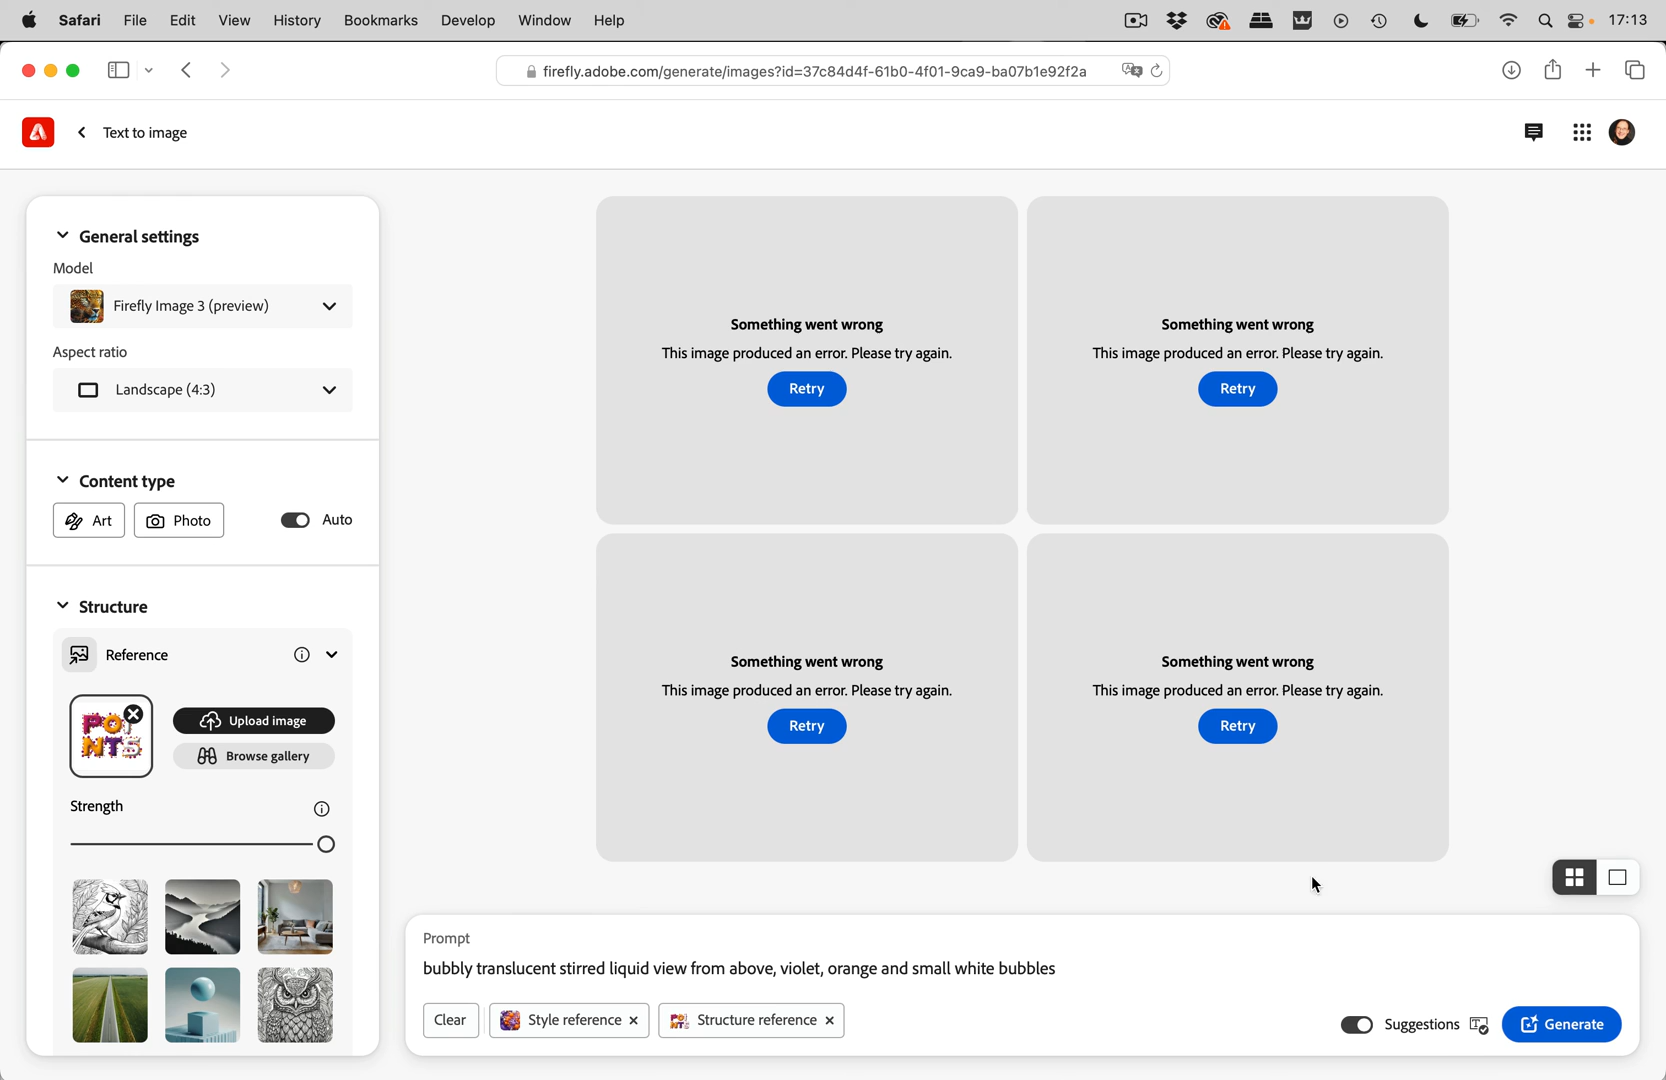 Safari File Edit View History Bookmarks Develop Window Help 17:13
firefly.adobe.com/generate/images?id=37c84d4f-61b0-4f01-9ca9-ba07b1e92f2a
Text to image
General settings
Model
Firefly Image 3 (preview)
Aspect ratio
Landscape (4:3)
Content type
Art Photo Auto
Structure
Reference
POI
NTS
Upload image
Browse gallery
Strength
Something went wrong
This image produced an error. Please try again.
Retry
Something went wrong
This image produced an error. Please try again.
Retry
Something went wrong
This image produced an error. Please try again.
Retry
Something went wrong
This image produced an error. Please try again.
Retry
Prompt
bubbly translucent stirred liquid view from above, violet, orange and small white bubbles
Clear Style reference Structure reference Suggestions Generate